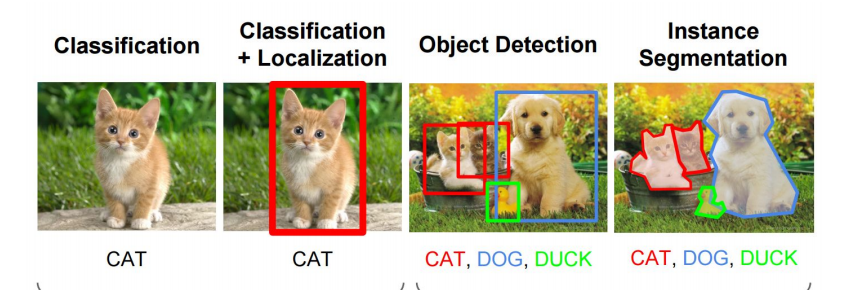 Classification
Classification
+ Localization
Object Detection
Instance
Segmentation
CAT
CAT
CAT, DOG, DUCK
CAT, DOG, DUCK